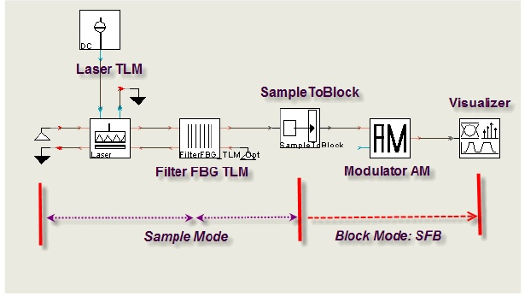 DC
Laser TLM
SampleToBlock
Visualizer
Laser
FilterFBG_TLM_Opt
SampleToBlock
AM
Filter FBG TLM
Modulator AM
Sample Mode
Block Mode: SFB